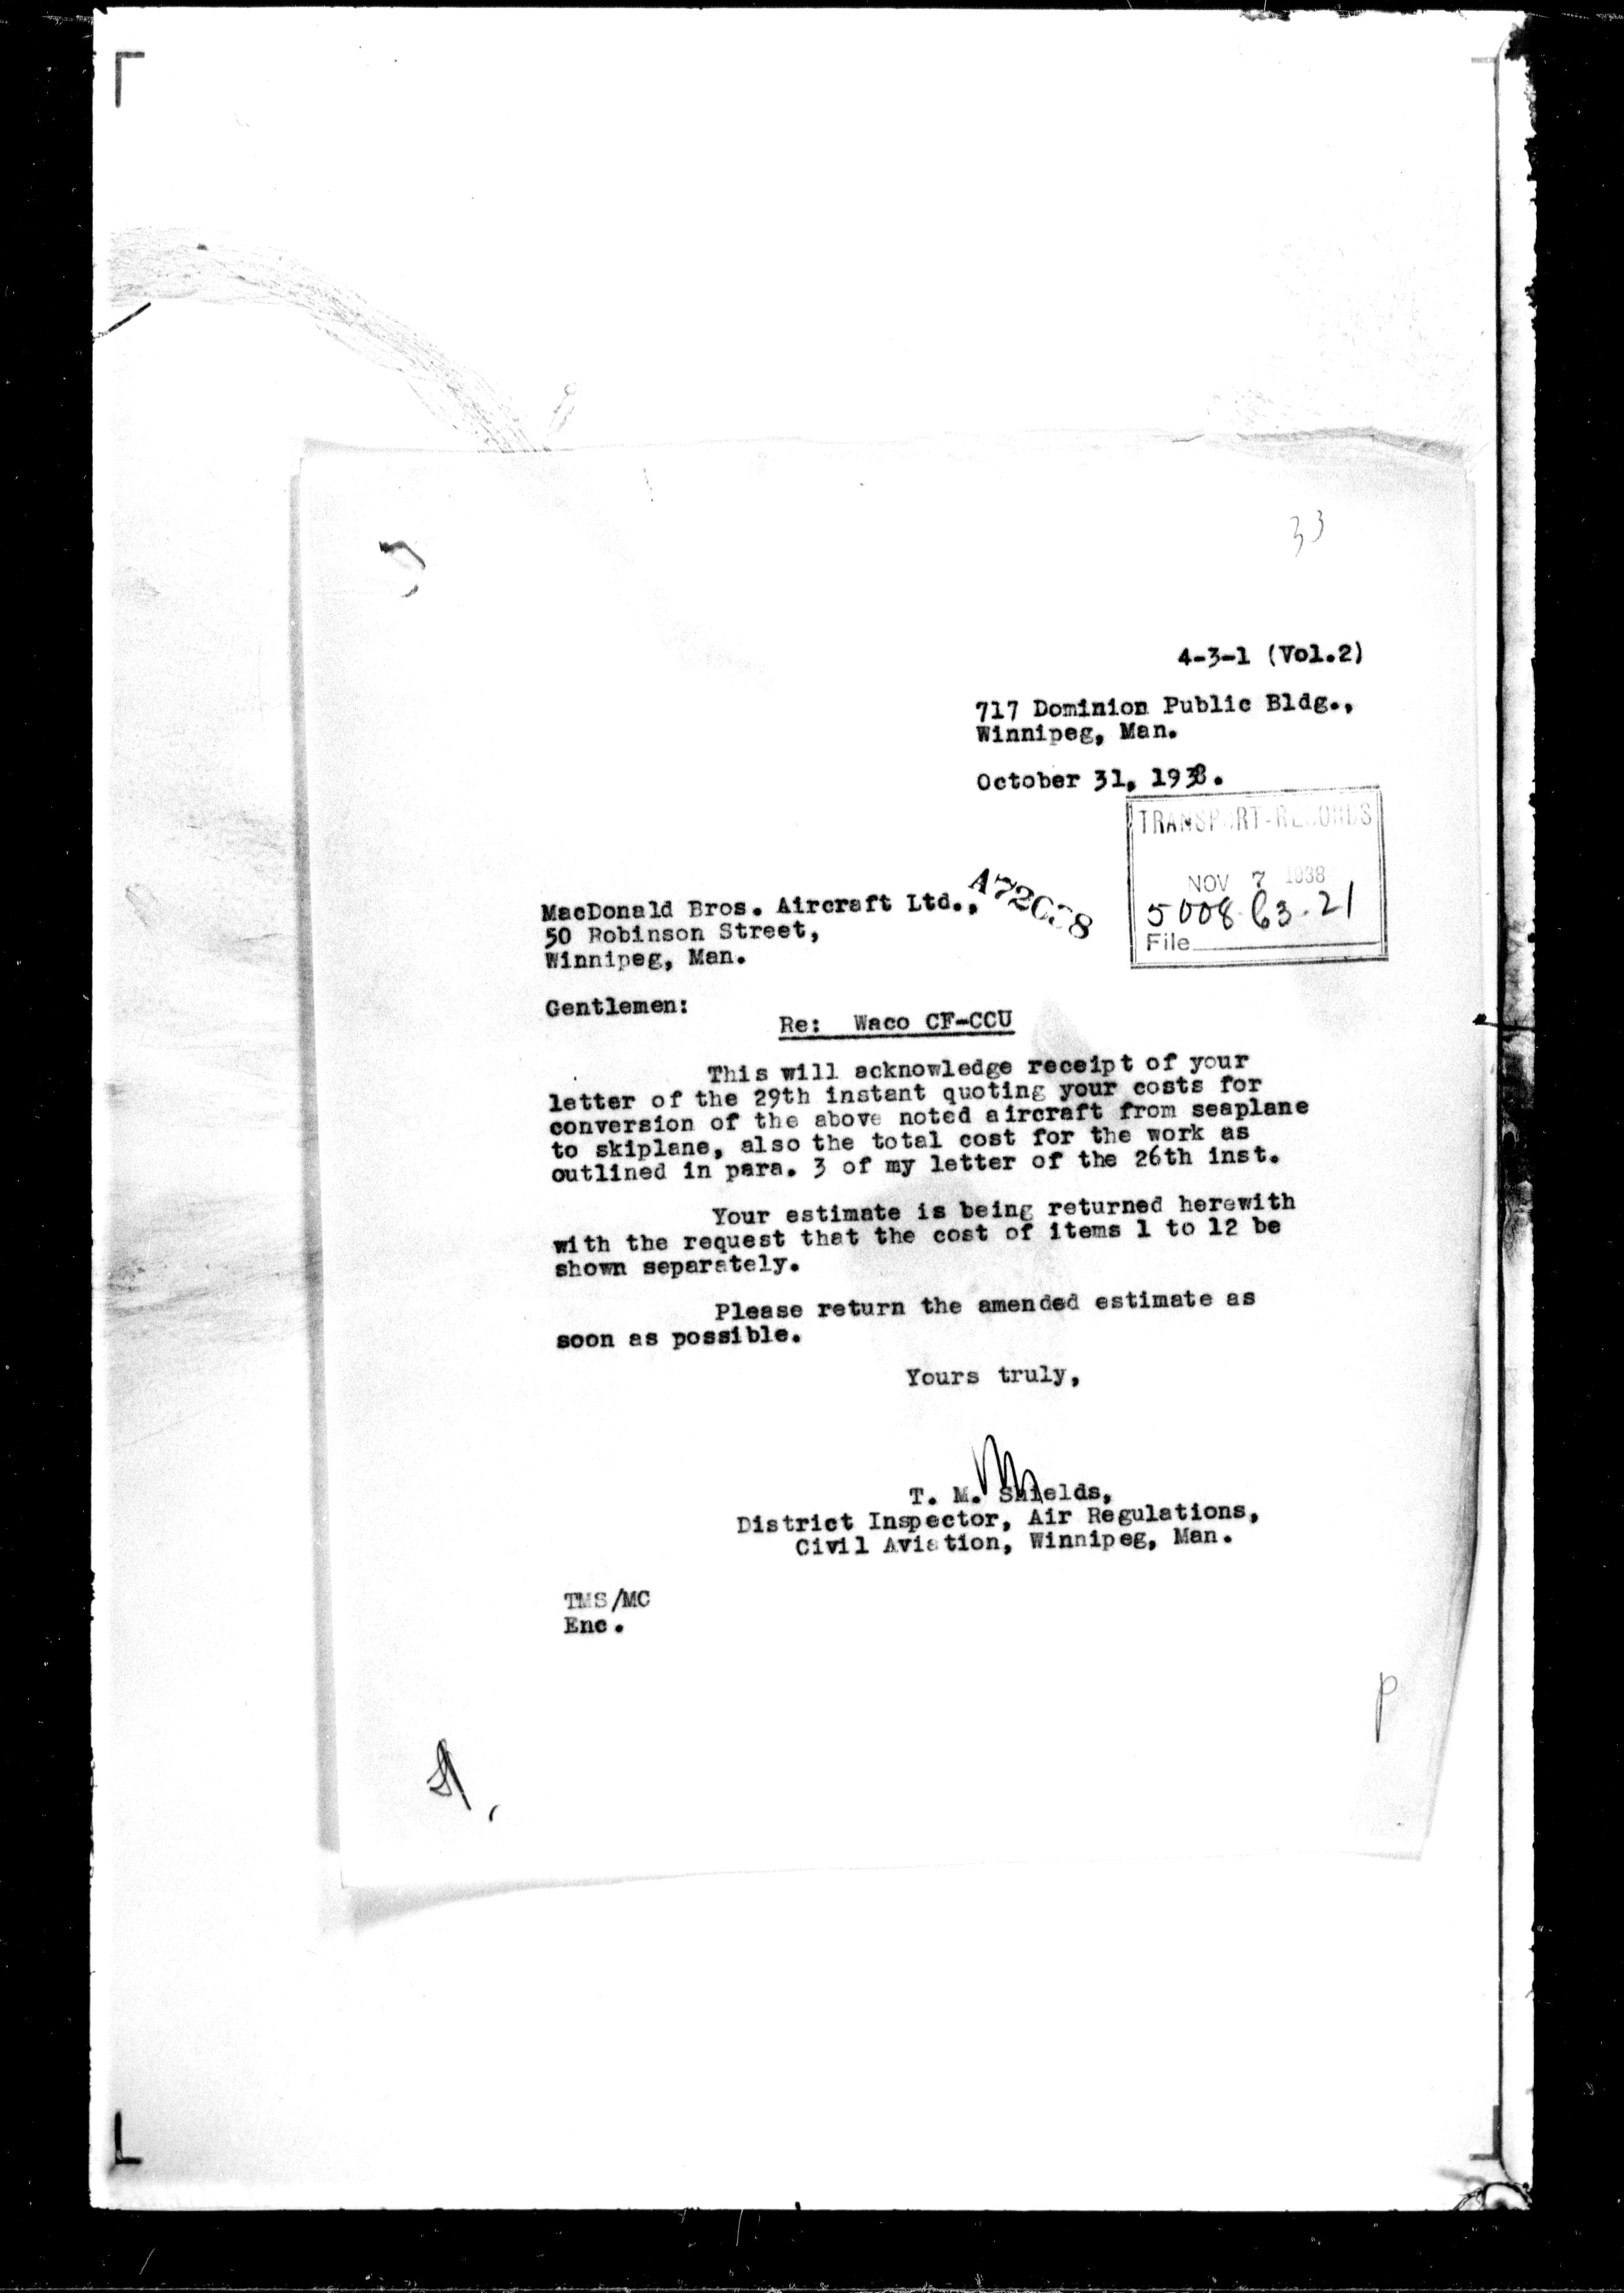 33
4-3-1 (Vol.2)
717 Dominion Public Bldg.,
Winnipeg, Man.
October 31, 1938.
TRANSPORT-RECORDS
NOV 7 1938
5008-63-21
File
MacDonald Bros. Aircraft Ltd.,
50 Robinson Street,
Winnipeg, Man.
Gentlemen:
Re: Waco CF-CCU
This will acknowledge receipt of your
letter of the 29th instant quoting your costs for
conversion of the above noted aircraft from seaplane
to skiplane, also the total cost for the work as
outlined in para. 3 of my letter of the 26th inst.
Your estimate is being returned herewith
with the request that the cost of items 1 to 12 be
shown separately.
Please return the amended estimate as
soon as possible.
Yours truly,
T. M. Shields,
District Inspector, Air Regulations,
Civil Aviation, Winnipeg, Man.
TMS/MC
Enc.
P